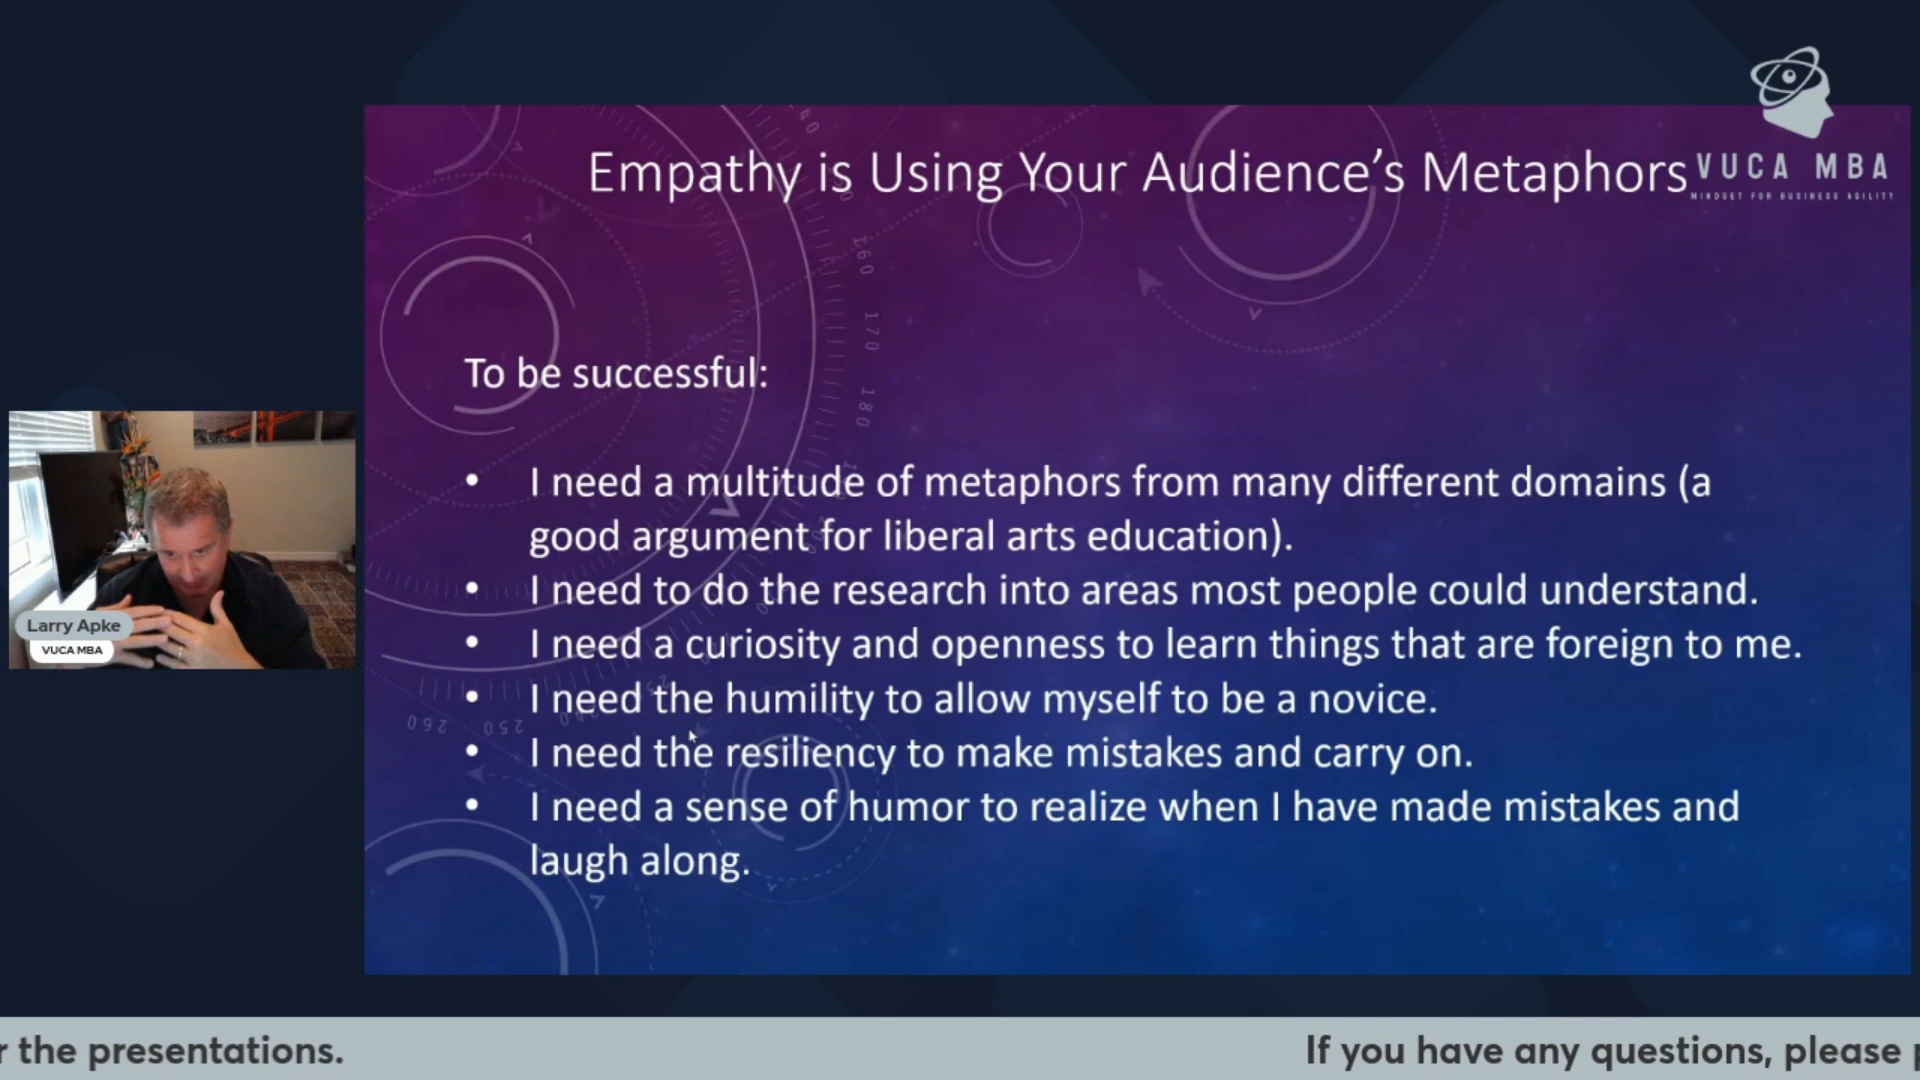 Empathy is Using Your Audience's Metaphors
VUCA MBA
MINDSET FOR BUSINESS AGILITY
To be successful:
• I need a multitude of metaphors from many different domains (a
good argument for liberal arts education).
• I need to do the research into areas most people could understand.
• I need a curiosity and openness to learn things that are foreign to me.
• I need the humility to allow myself to be a novice.
• I need the resiliency to make mistakes and carry on.
• I need a sense of humor to realize when I have made mistakes and
laugh along.
160
170
180
250
260
Larry Apke
VUCA MBA
r the presentations.
If you have any questions, please p